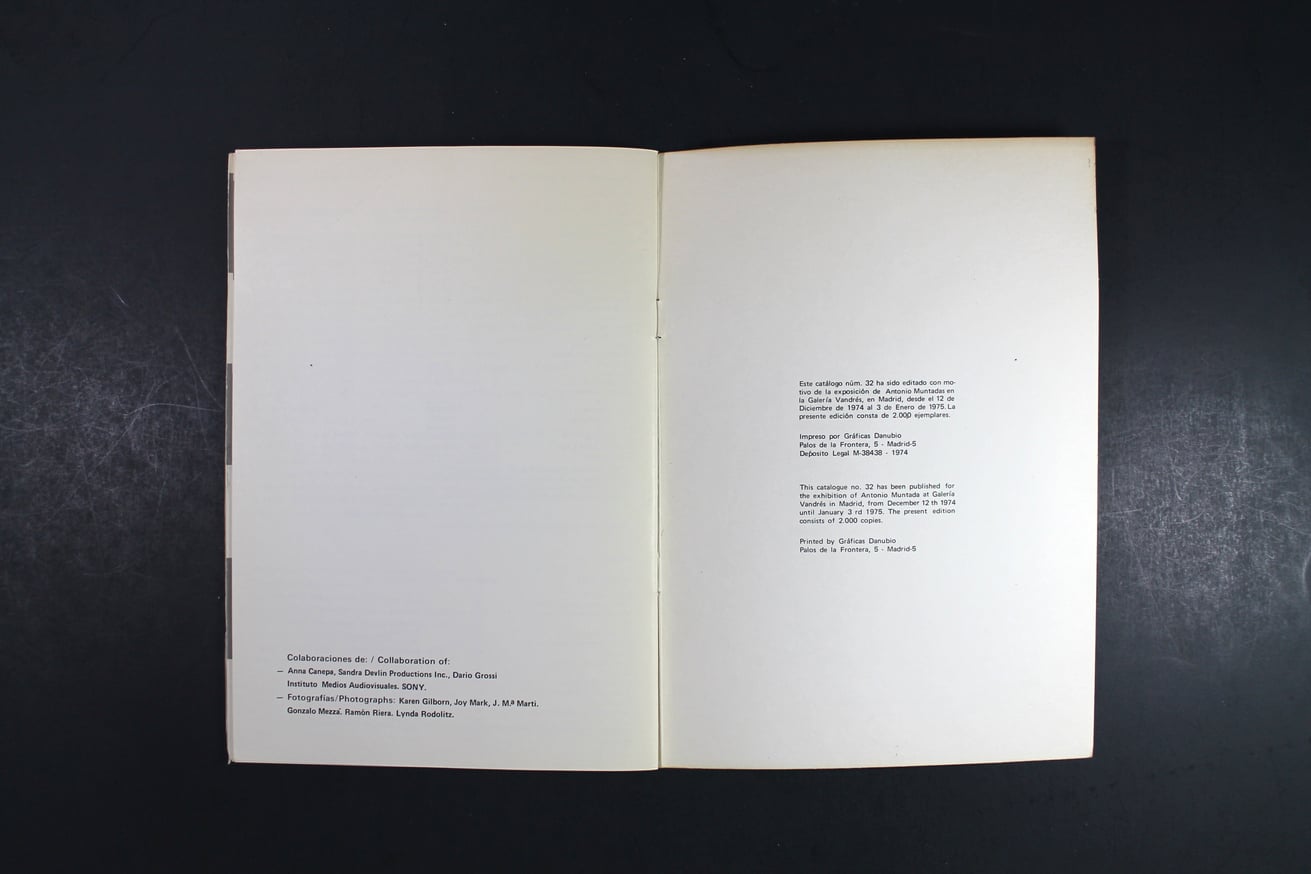 Colaboraciones de: / Collaboration of:
— Anna Canepa, Sandra Devlin Productions Inc., Dario Grossi
Instituto Medios Audiovisuales. SONY.
— Fotografías/Photographs: Karen Gilborn, Joy Mark, J. M.ª Marti.
Gonzalo Mezza. Ramòn Riera. Lynda Rodolitz.
Este catálogo núm. 32 ha sido editado con mo-
tivo de la exposición de Antonio Muntadas en
la Galería Vandrés, en Madrid, desde el 12 de
Diciembre de 1974 al 3 de Enero de 1975. La
presente edición consta de 2.000 ejemplares.
Impreso por Gráficas Danubio
Palos de la Frontera, 5 - Madrid-5
Deposito Legal M-38438 - 1974
This catalogue no. 32 has been published for
the exhibition of Antonio Muntada at Galería
Vandrés in Madrid, from December 12 th 1974
until January 3 rd 1975. The present edition
consists of 2.000 copies.
Printed by Gráficas Danubio
Palos de la Frontera, 5 - Madrid-5